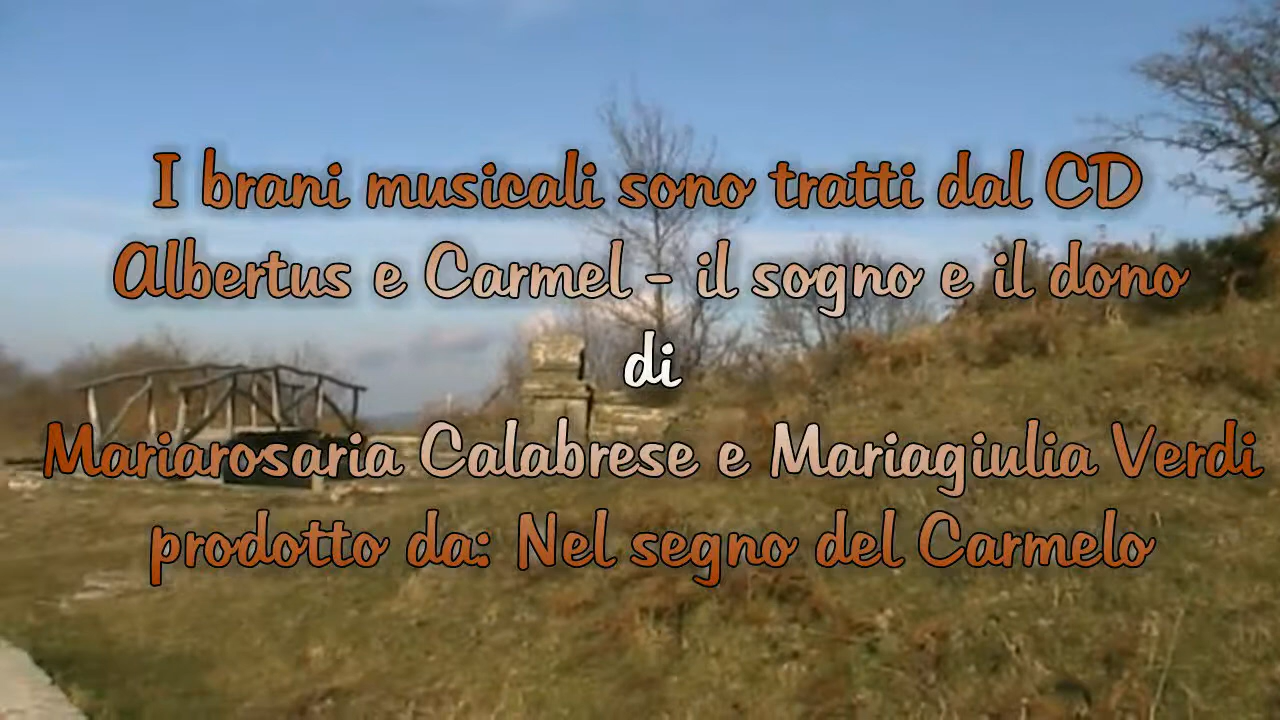 I brani musicali sono tratti dal CD
Albertus e Carmel - il sogno e il dono
di
Mariarosaria Calabrese e Mariagiulia Verdi
prodotto da: Nel segno del Carmelo